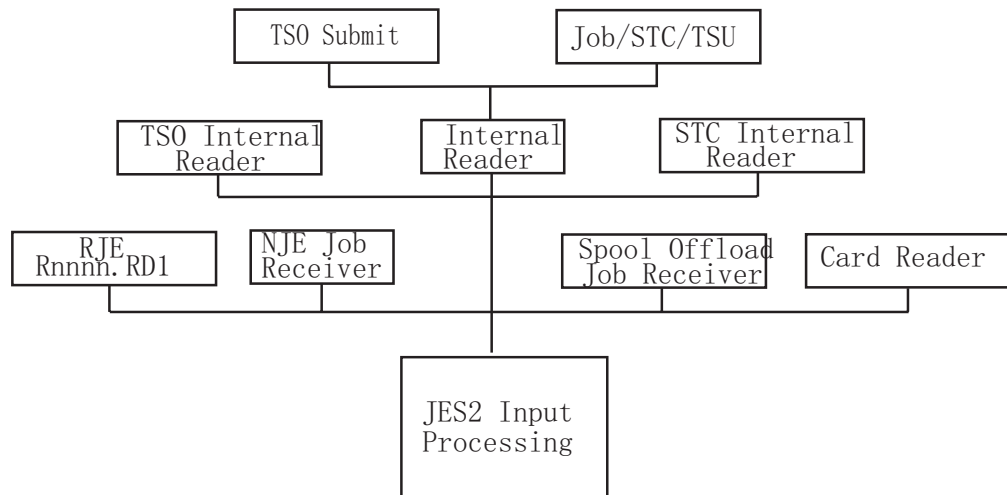 TSO Submit
Job/STC/TSU
TSO Internal
Reader
Internal
Reader
STC Internal
Reader
RJE
Rnnnn.RD1
NJE Job
Receiver
Spool Offload
Job Receiver
Card Reader
JES2 Input
Processing